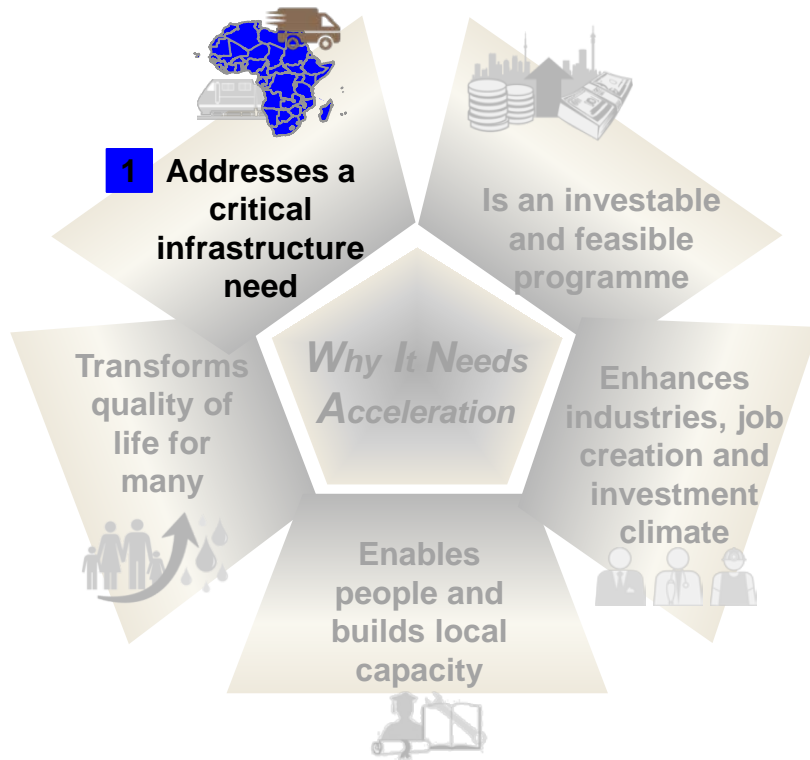 1
Addresses a
critical
infrastructure
need
Is an investable
and feasible
programme
Why It Needs
Acceleration
Transforms
quality of
life for
many
Enhances
industries, job
creation and
investment
climate
Enables
people and
builds local
capacity